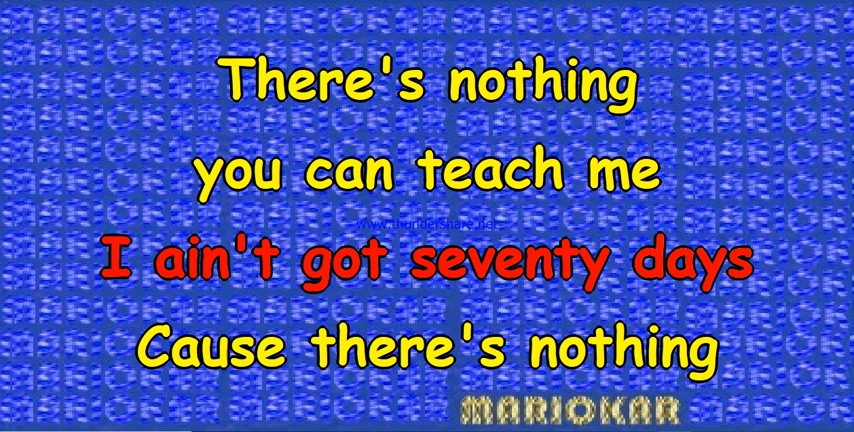 There's nothing
you can teach me
www.thundershare.net
I ain't got seventy days
Cause there's nothing
MARIOKAR